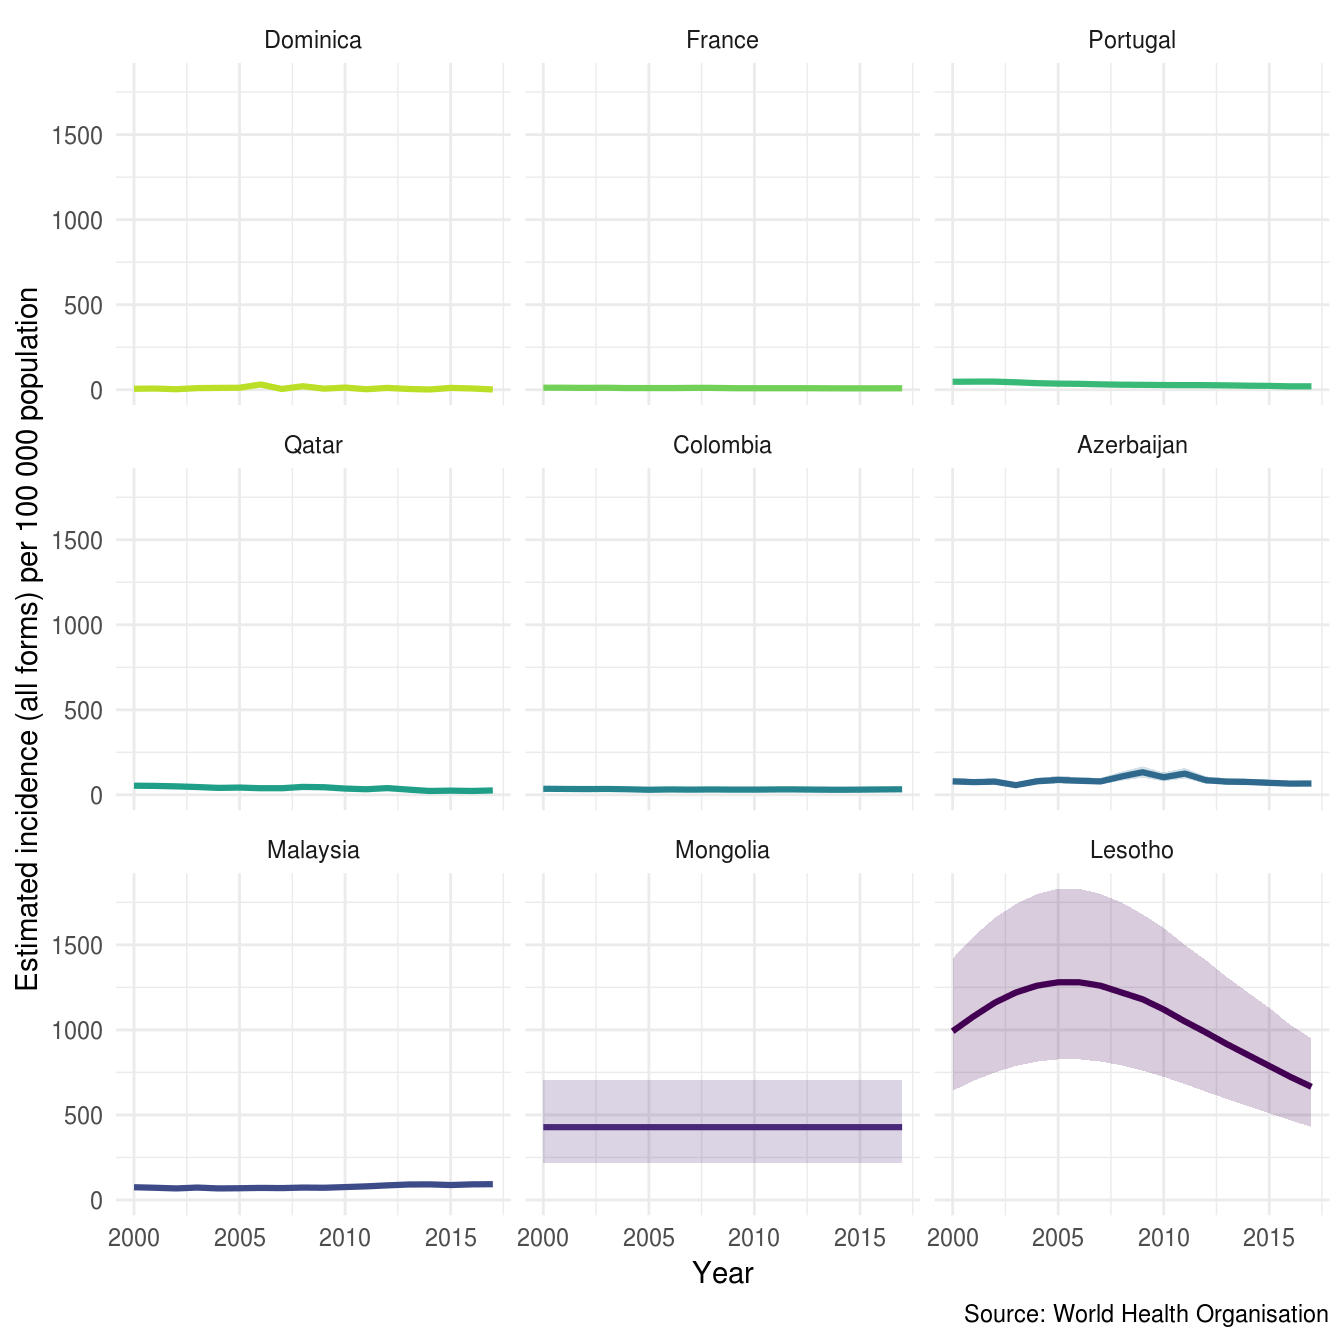 Dominica France Portugal
1500
1000
500
0
Qatar Colombia Azerbaijan
1500
1000
500
0
Malaysia Mongolia Lesotho
1500
1000
500
0
2000 2005 2010 2015 2000 2005 2010 2015 2000 2005 2010 2015
Year
Estimated incidence (all forms) per 100 000 population
Source: World Health Organisation